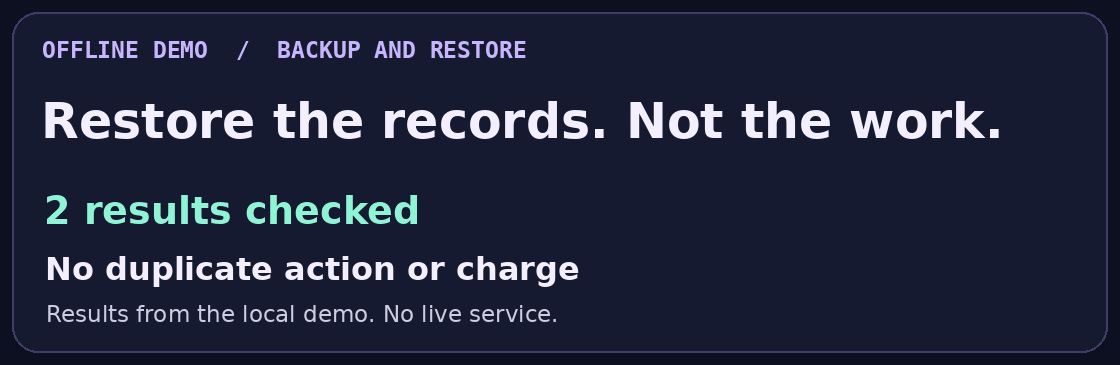 OFFLINE DEMO / BACKUP AND RESTORE
Restore the records. Not the work.
2 results checked
No duplicate action or charge
Results from the local demo. No live service.